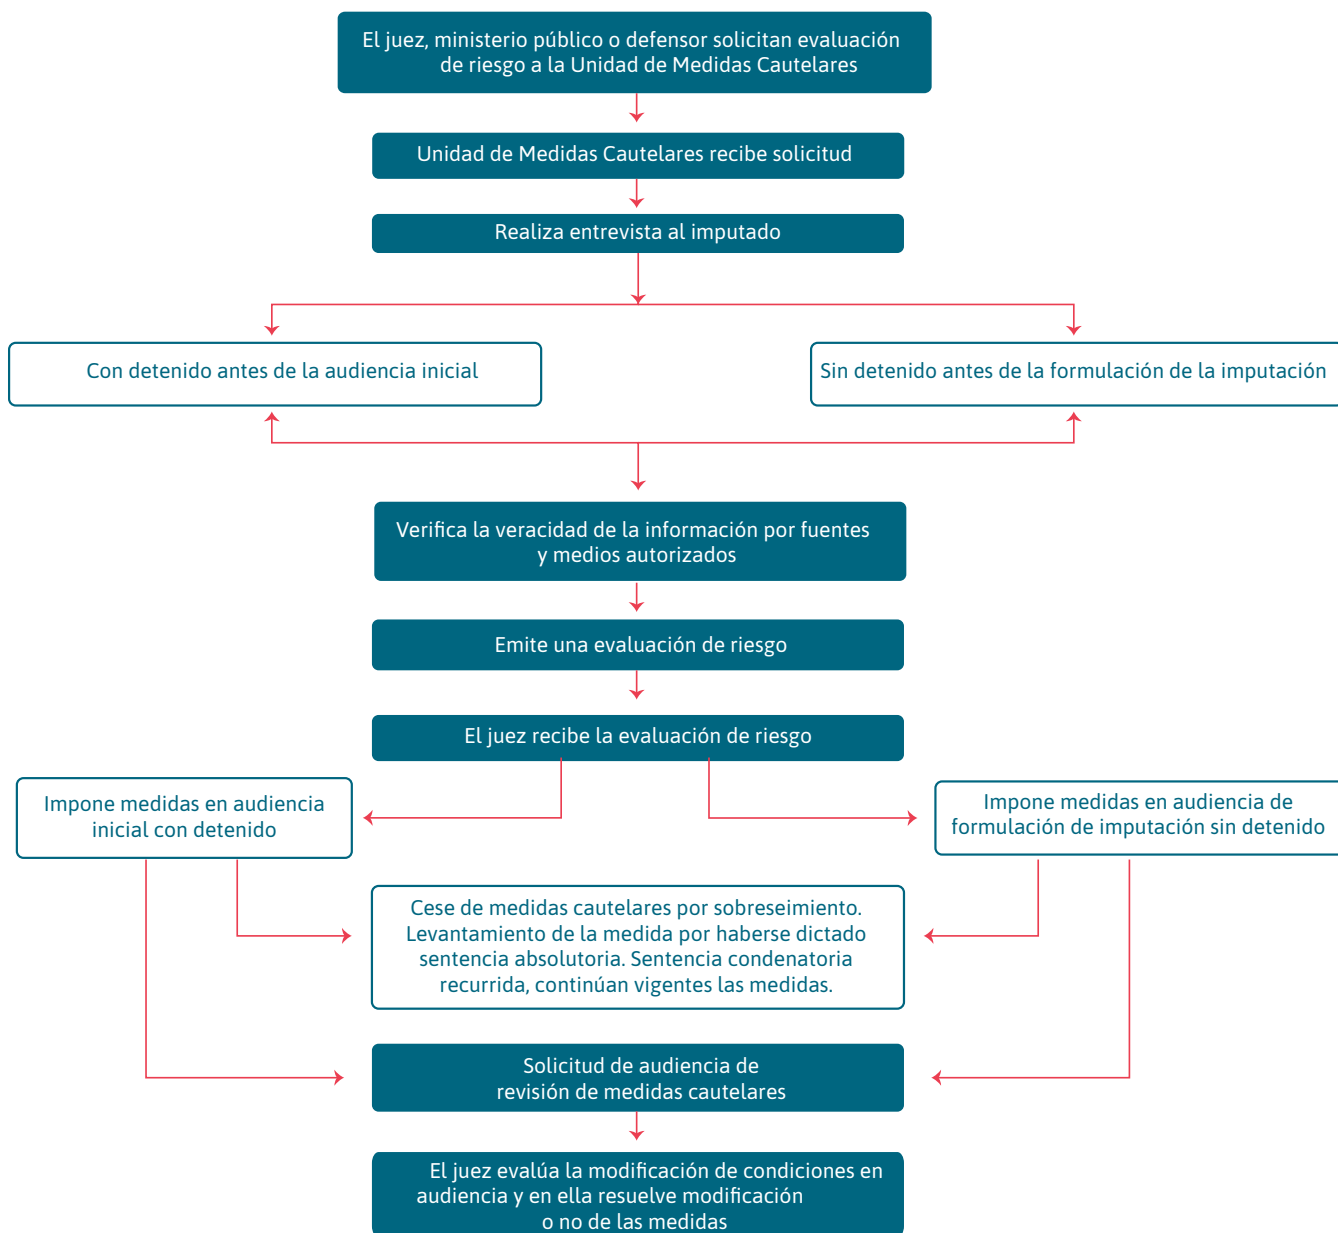 El juez, ministerio público o defensor solicitan evaluación
de riesgo a la Unidad de Medidas Cautelares
Unidad de Medidas Cautelares recibe solicitud
Realiza entrevista al imputado
Con detenido antes de la audiencia inicial
Sin detenido antes de la formulación de la imputación
Verifica la veracidad de la información por fuentes
y medios autorizados
Emite una evaluación de riesgo
El juez recibe la evaluación de riesgo
Impone medidas en audiencia
inicial con detenido
Impone medidas en audiencia de
formulación de imputación sin detenido
Cese de medidas cautelares por sobreseimiento.
Levantamiento de la medida por haberse dictado
sentencia absolutoria. Sentencia condenatoria
recurrida, continúan vigentes las medidas.
Solicitud de audiencia de
revisión de medidas cautelares
El juez evalúa la modificación de condiciones en
audiencia y en ella resuelve modificación
o no de las medidas